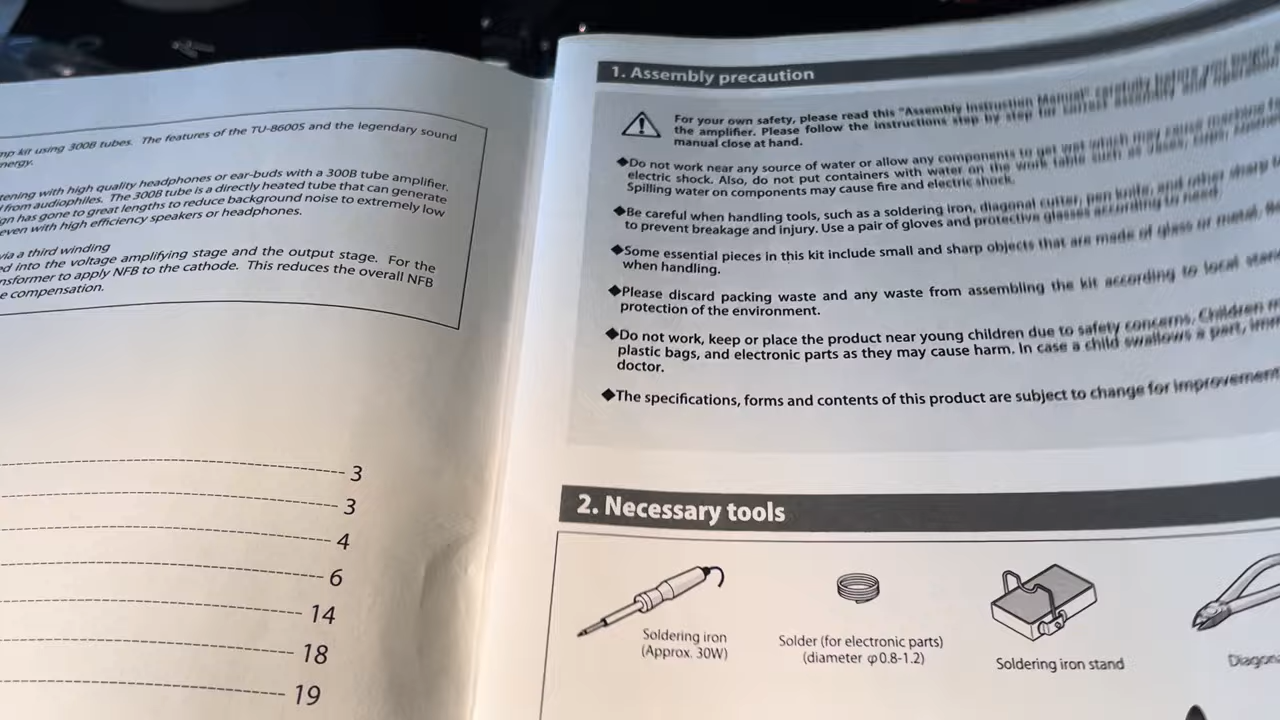 kit using 300B tubes. The features of the TU-8600S and the legendary sound
with high quality headphones or ear-buds with a 300B tube amplifier.
from audiophiles. The 300B tube is a directly heated tube that can generate
has gone to great lengths to reduce background noise to extremely low
even with high efficiency speakers or headphones.
via a third winding
into the voltage amplifying stage and the output stage. For the
to apply NFB to the cathode. This reduces the overall NFB
compensation.
3
3
4
6
14
18
19
1. Assembly precaution
For your own safety, please read this "Assembly Instruction Manual" carefully before you
the amplifier. Please follow the instructions step by step for correct assembly and operation
manual close at hand.
◆Do not work near any source of water or allow any components to get wet which may cause
electric shock. Also, do not put containers with water on the work table such as
Spilling water on components may cause fire and electric shock.
◆Be careful when handling tools, such as a soldering iron, diagonal cutter, pen knife, and other sharp
to prevent breakage and injury. Use a pair of gloves and protective glasses according to need.
◆Some essential pieces in this kit include small and sharp objects that are made of glass or metal.
when handling.
◆Please discard packing waste and any waste from assembling the kit according to local
protection of the environment.
◆Do not work, keep or place the product near young children due to safety concerns. Children
plastic bags, and electronic parts as they may cause harm. In case a child swallows a part,
doctor.
◆The specifications, forms and contents of this product are subject to change for improvement
2. Necessary tools
Soldering iron
(Approx. 30W)
Solder (for electronic parts)
(diameter φ0.8-1.2)
Soldering iron stand